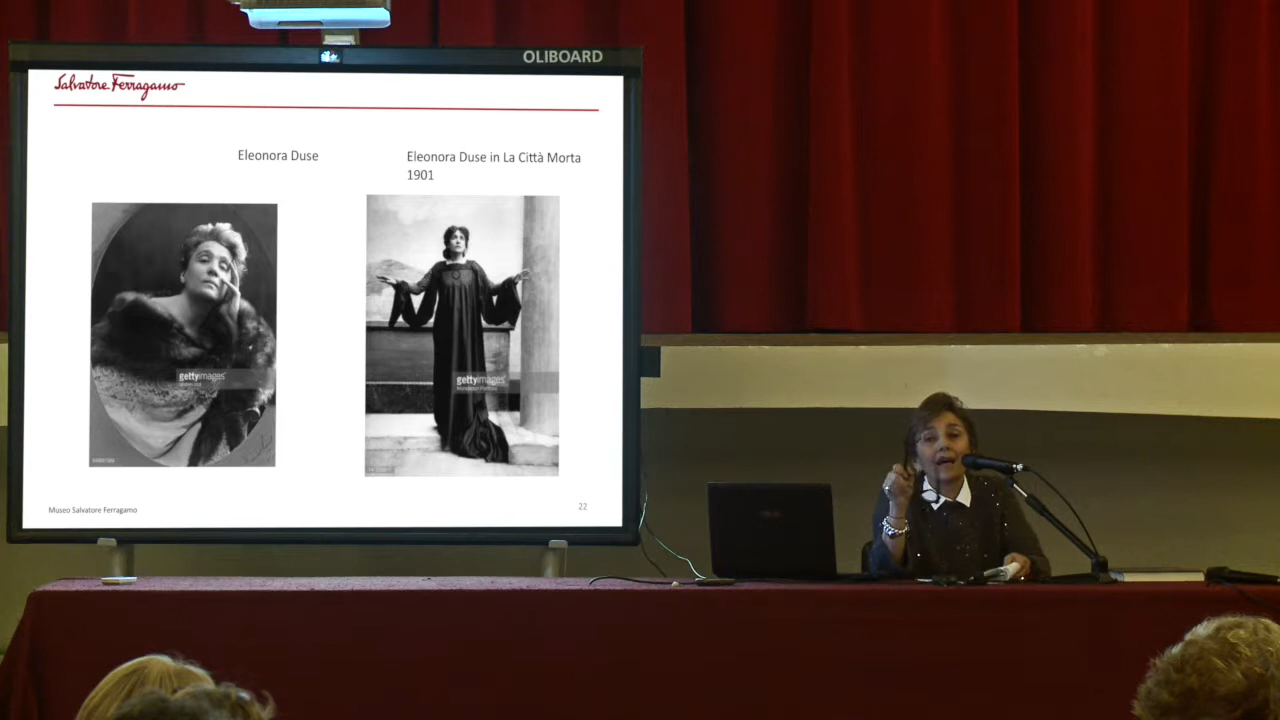 OLIBOARD
Salvatore Ferragamo
Eleonora Duse
Eleonora Duse in La Città Morta
1901
gettyimages
gettyimages
Museo Salvatore Ferragamo
22